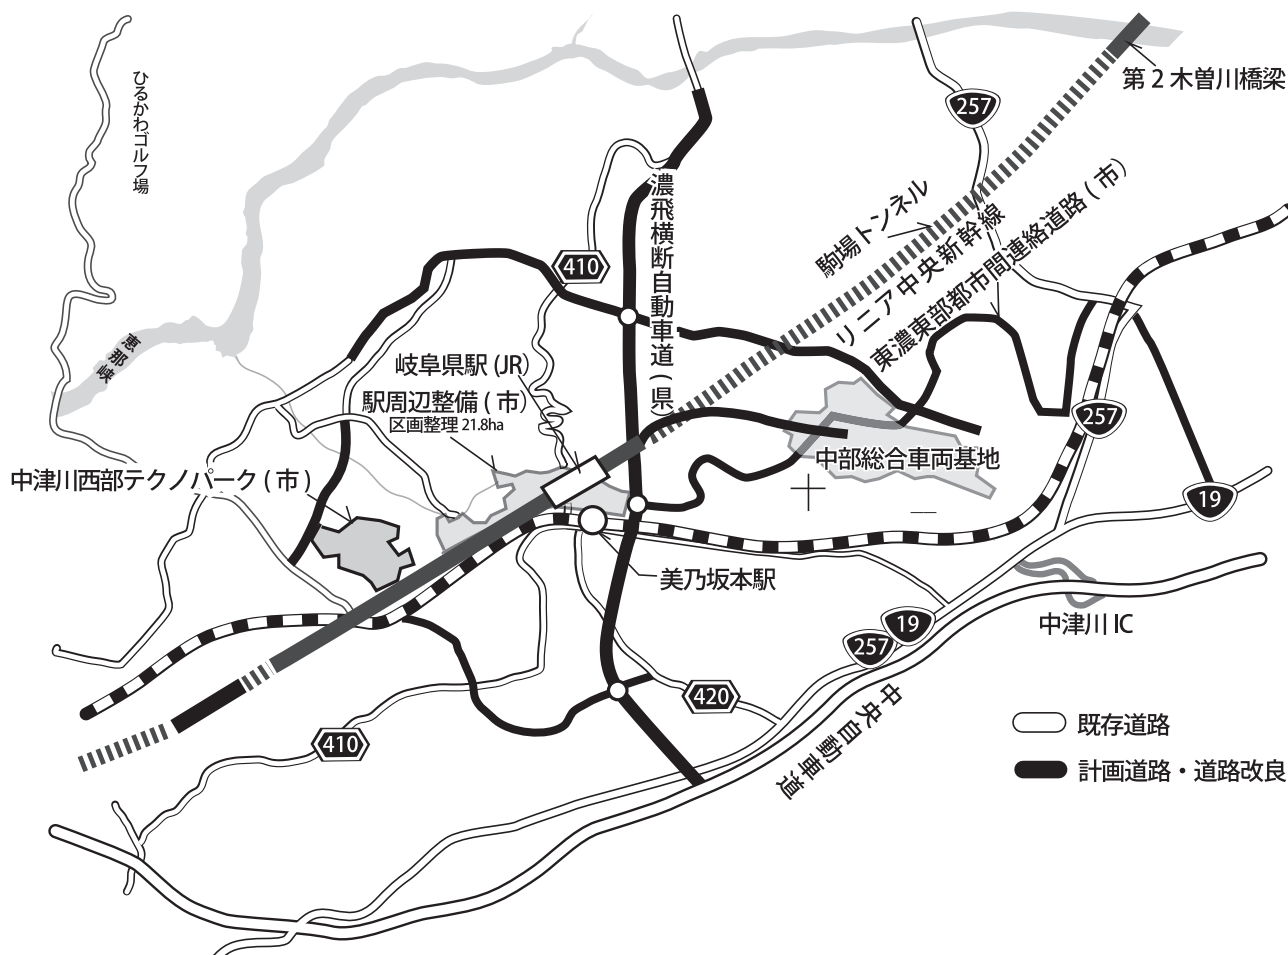 ひるかわゴルフ場
第2木曽川橋梁
257
駒場トンネル
リニア中央新幹線
東濃東部都市間連絡道路(市)
濃飛横断自動車道(県)
410
恵那峡
岐阜県駅(JR)
駅周辺整備(市)
区画整理 21.8ha
中津川西部テクノパーク(市)
中部総合車両基地
257
19
美乃坂本駅
中津川IC
19
257
420
410
中央自動車道
既存道路
計画道路・道路改良